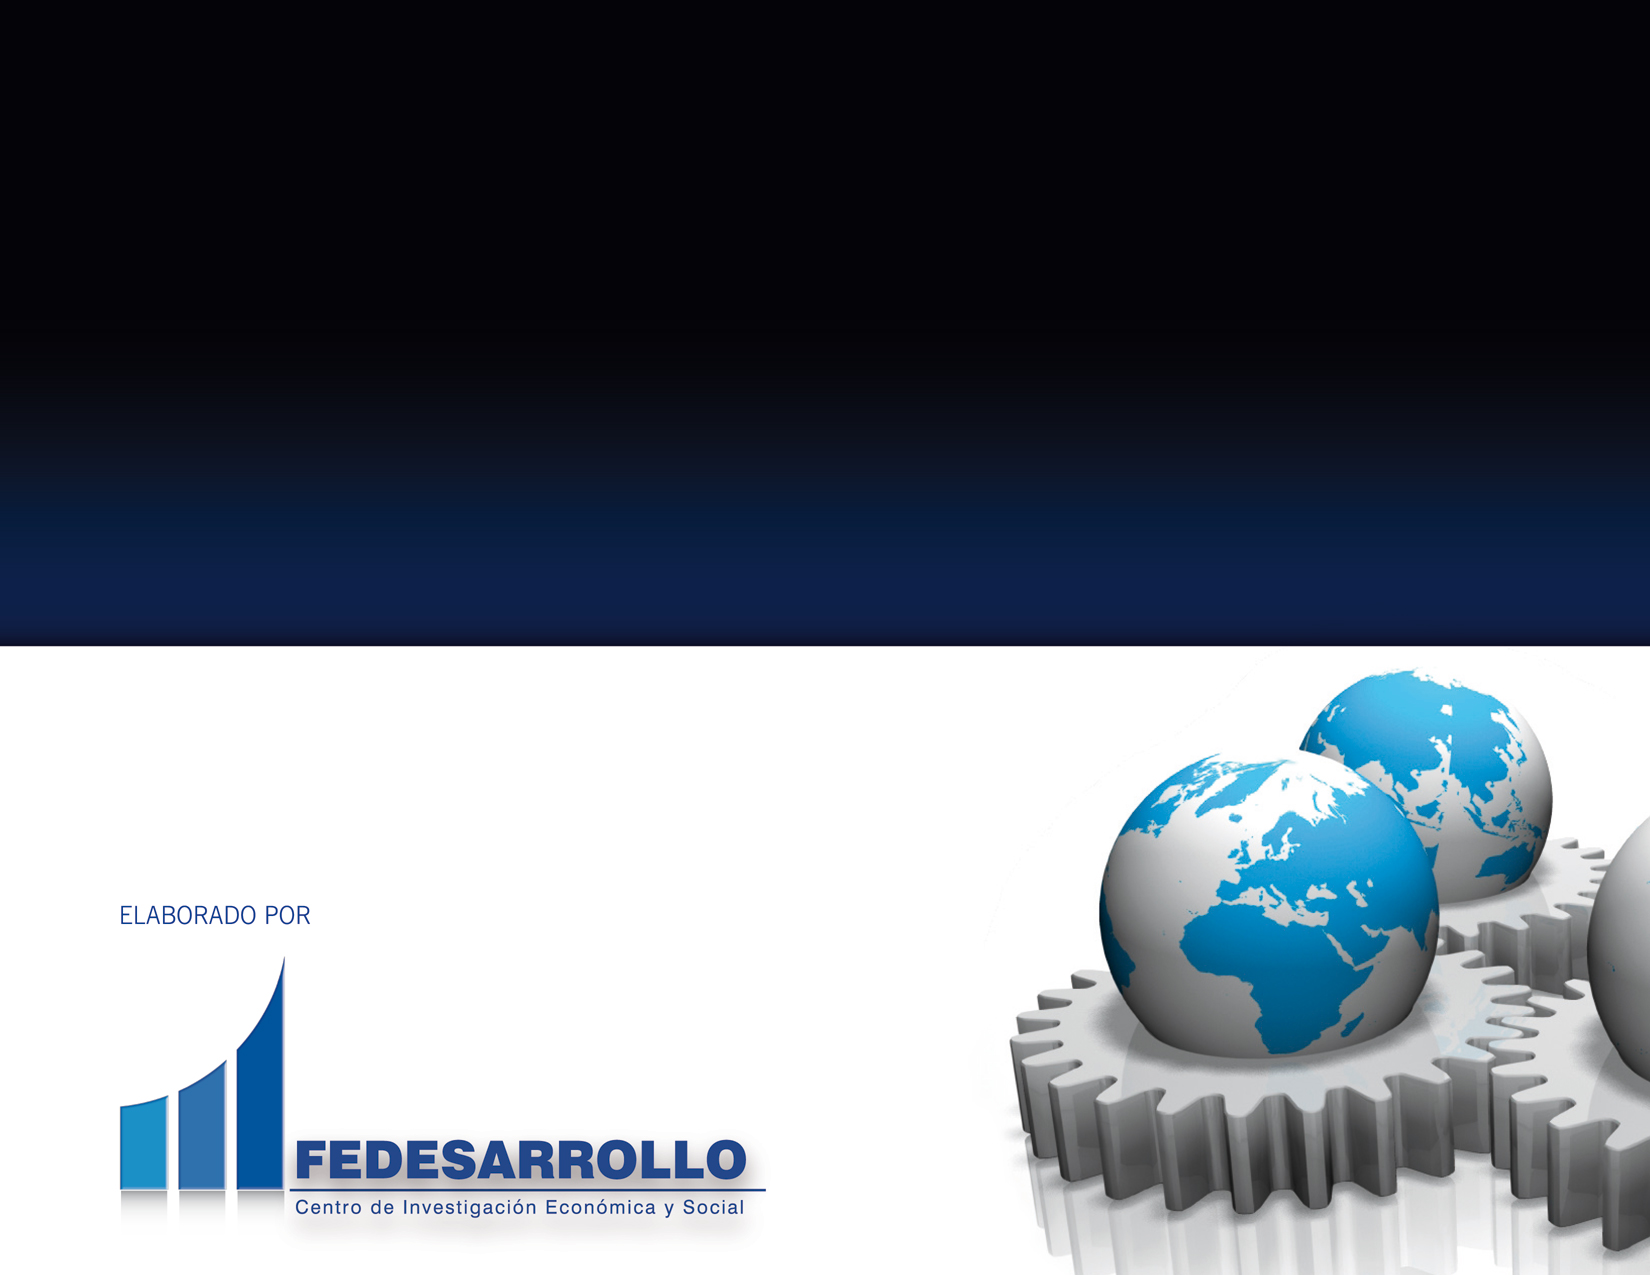 ELABORADO POR
FEDESARROLLO
Centro de Investigación Económica y Social